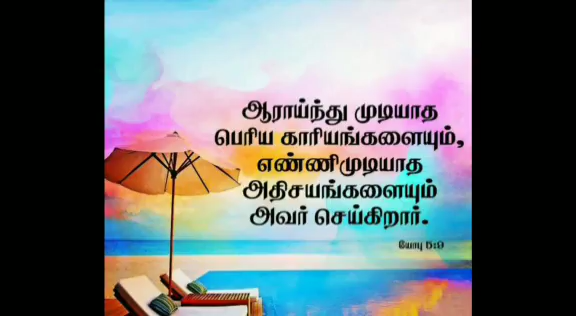 ஆராய்ந்து முடியாத
பெரிய காரியங்களையும்,
எண்ணிமுடியாத
அதிசயங்களையும்
அவர் செய்கிறார்.
யோபு 5:9